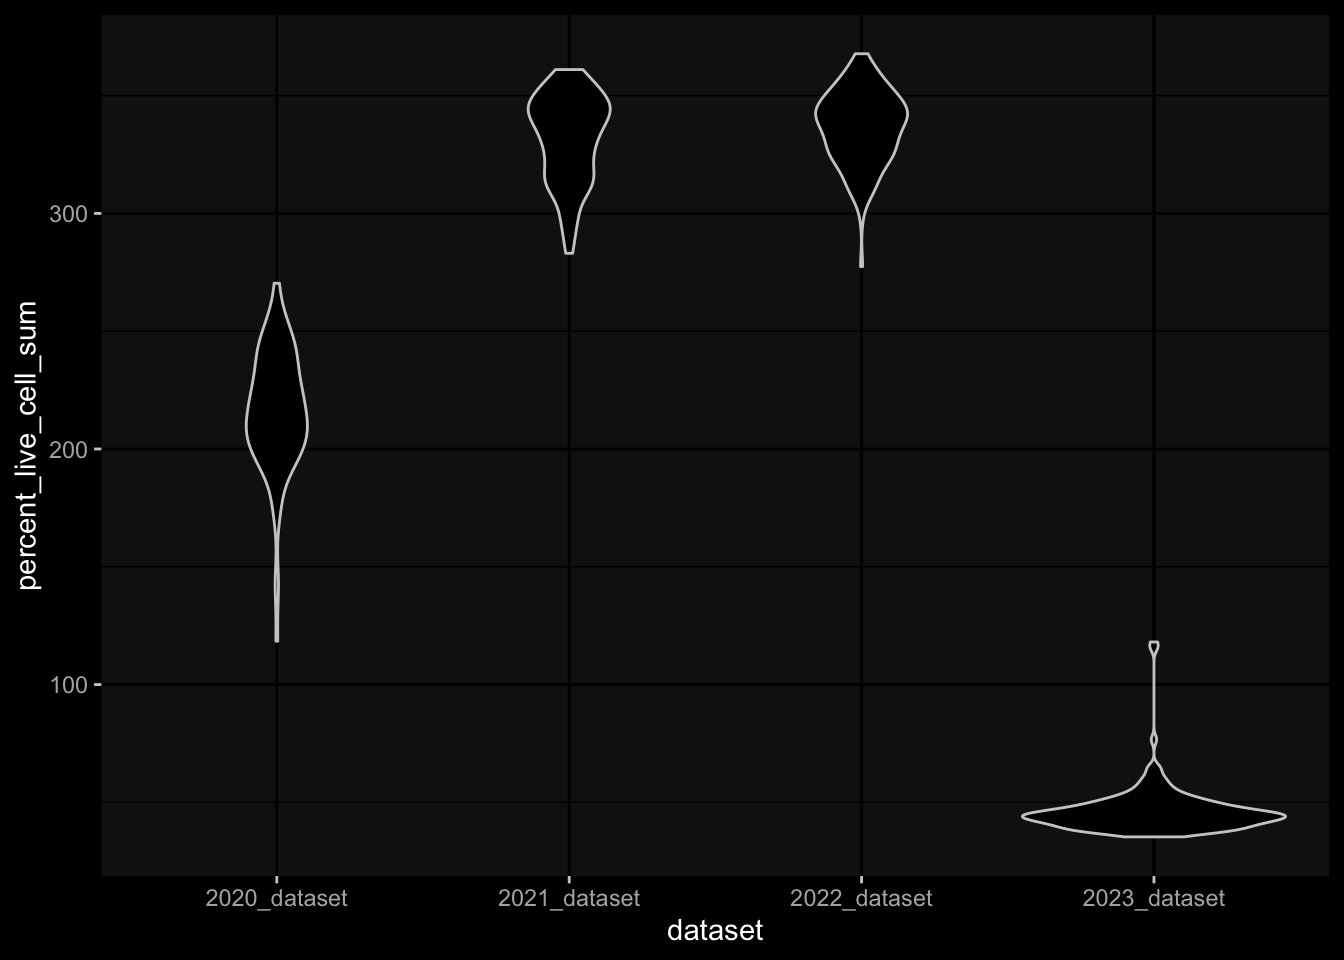 percent_live_cell_sum
300
200
100
2020_dataset 2021_dataset 2022_dataset 2023_dataset
dataset